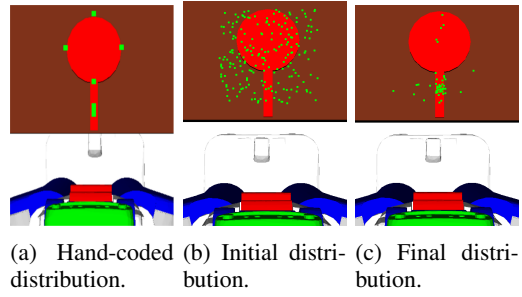 (a) Hand-coded
distribution.
(b) Initial distri-
bution.
(c) Final distri-
bution.